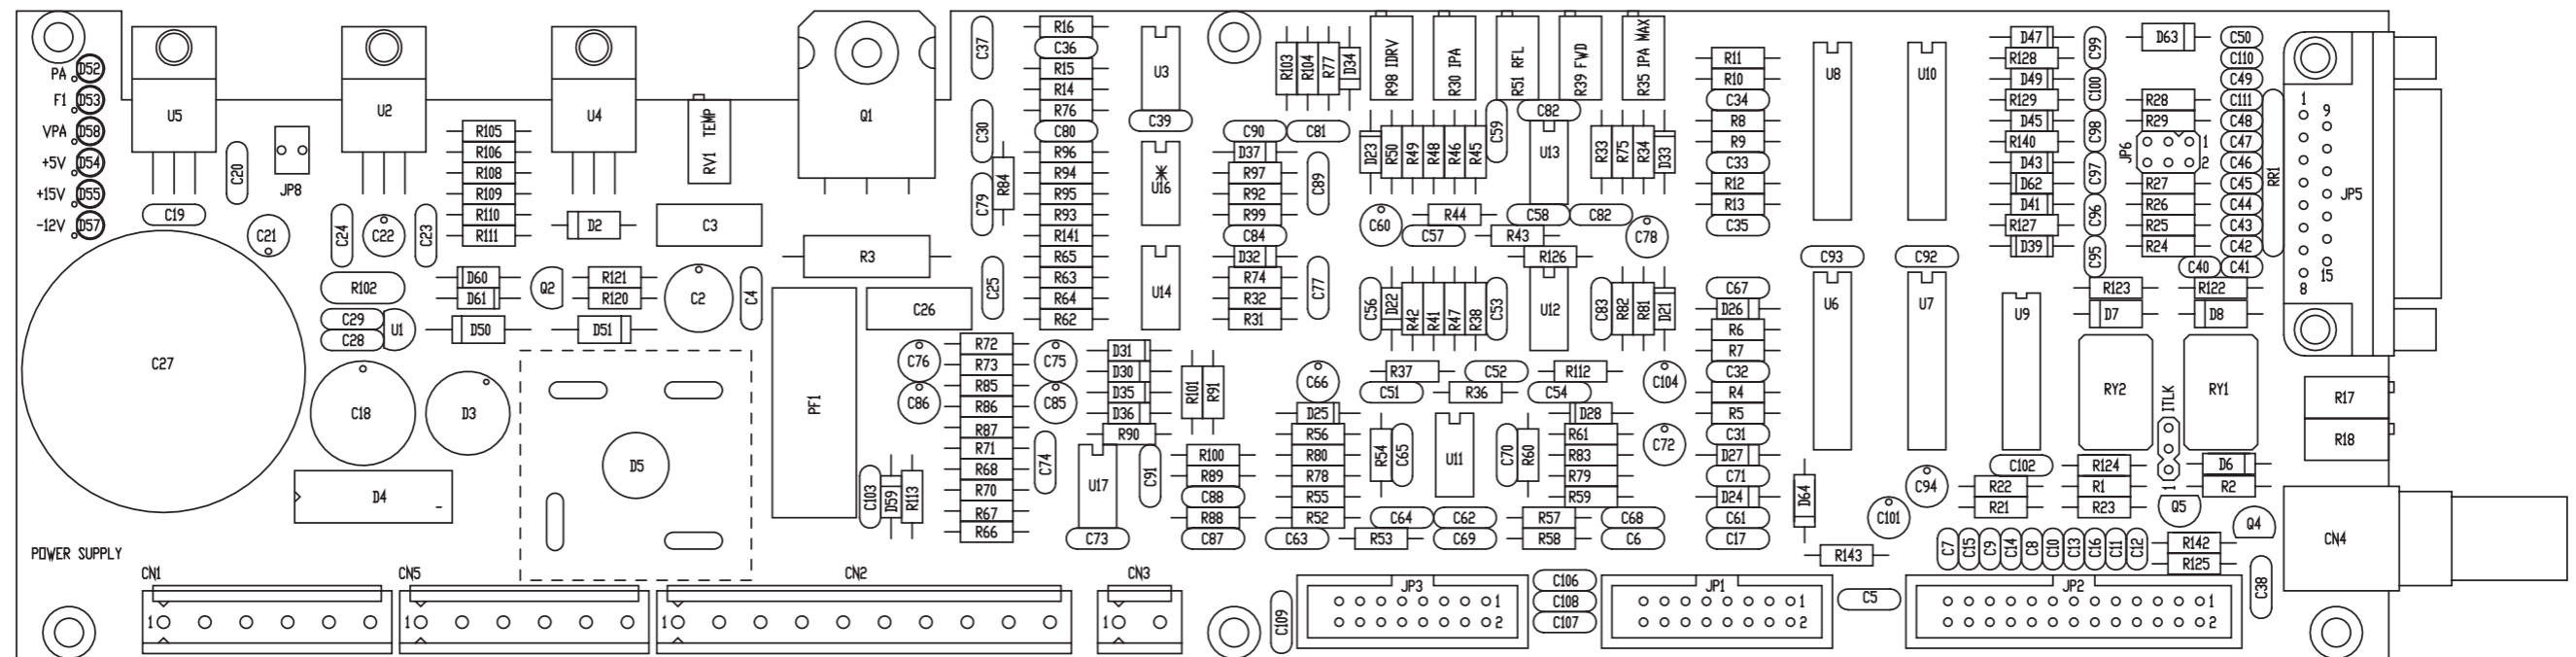 PA D52
F1 D53
VPA D58
+5V D54
+15V D55
-12V D57
U5
U2
U4
RV1 TEMP
Q1
C20
JP8
C19
C21
C24
C22
C23
R105
R106
R108
R109
R110
R111
D2
C3
R3
C27
R102
C29
C28
U1
D60
D61
D50
Q2
R121
R120
D51
C2
C4
C18
D3
D4
-
D5
PF1
C26
C37
C30
C79
R84
C25
R16
C36
R15
R14
R76
C80
R96
R94
R95
R93
R141
R65
R63
R64
R62
U3
C39
U16
U14
C90
C81
D37
R97
R92
R99
C84
D32
R74
R32
R31
C89
C77
R103
R104
R77
D34
R98 IDRV
R30 IPA
R51 RFL
R39 FWD
R35 IPA MAX
D23
R50
R49
R48
R46
R45
C59
C82
U13
R33
R75
R34
D33
C60
R44
C57
C58
C82
R43
C78
R126
C56
D22
R42
R41
R47
R38
C53
U12
C83
R82
R81
D21
R37
C52
R112
C104
C51
R36
C54
C66
C76
C86
R72
R73
R85
R86
R87
R71
R68
R70
R67
R66
C75
C85
C74
D31
D30
D35
D36
R90
R101
R91
U17
C91
C73
C103
D59
R113
R100
R89
C88
R88
C87
D25
R56
R80
R78
R55
R52
C63
R54
C65
U11
C70
R60
D28
R61
R83
R79
R59
C72
C64
C62
R57
C68
R53
C69
R58
C6
R11
R10
C34
R8
R9
C33
R12
R13
C35
C67
D26
R6
R7
C32
R4
R5
C31
D27
C71
D24
C61
C17
U8
U10
C93
C92
U6
U7
U9
D64
R143
C101
C94
C102
R22
R21
D47
R128
D49
R129
D45
R140
D43
D62
D41
R127
D39
C99
C100
C98
C97
C96
C95
D63
R28
R29
JP6
1
2
R27
R26
R25
R24
C50
C110
C49
C111
C48
C47
C46
C45
C44
C43
C42
C40
C41
RR1
1
9
8
15
JP5
R123
D7
R122
D8
RY2
RY1
ITLK
1
R17
R18
R124
R1
R23
D6
R2
Q5
Q4
CN4
C7
C15
C9
C14
C8
C10
C13
C16
C11
C12
R142
R125
C38
POWER SUPPLY
CN1
1
CN5
1
CN2
1
CN3
1
C109
JP3
1
2
C106
C108
C107
JP1
1
2
C5
JP2
1
2